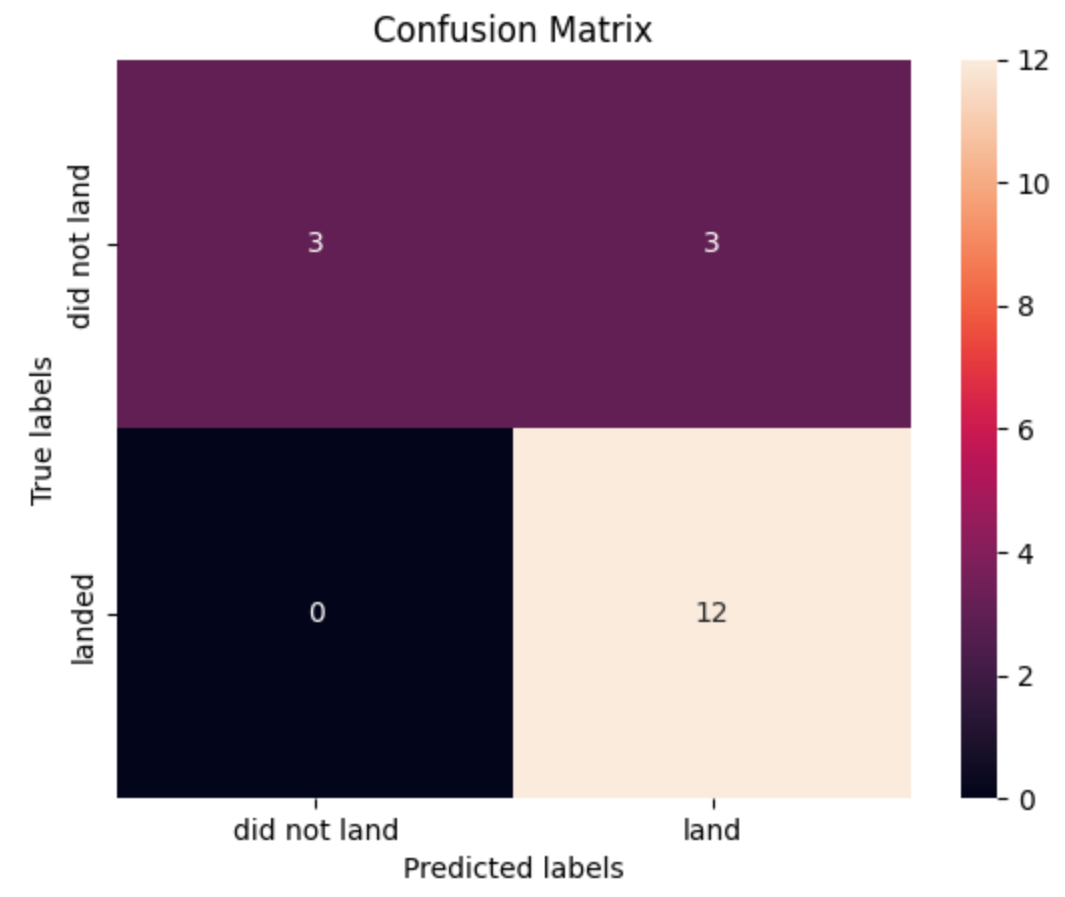 Confusion Matrix
True labels
did not land
landed
3
3
0
12
did not land
land
Predicted labels
12
10
8
6
4
2
0